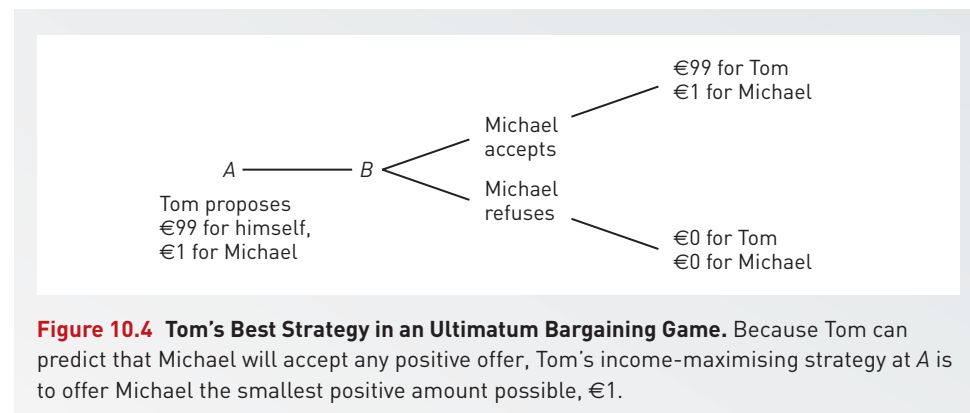 €99 for Tom
€1 for Michael
Michael
accepts
A
B
Tom proposes
€99 for himself,
€1 for Michael
Michael
refuses
€0 for Tom
€0 for Michael
Figure 10.4 Tom’s Best Strategy in an Ultimatum Bargaining Game. Because Tom can
predict that Michael will accept any positive offer, Tom’s income-maximising strategy at A is
to offer Michael the smallest positive amount possible, €1.